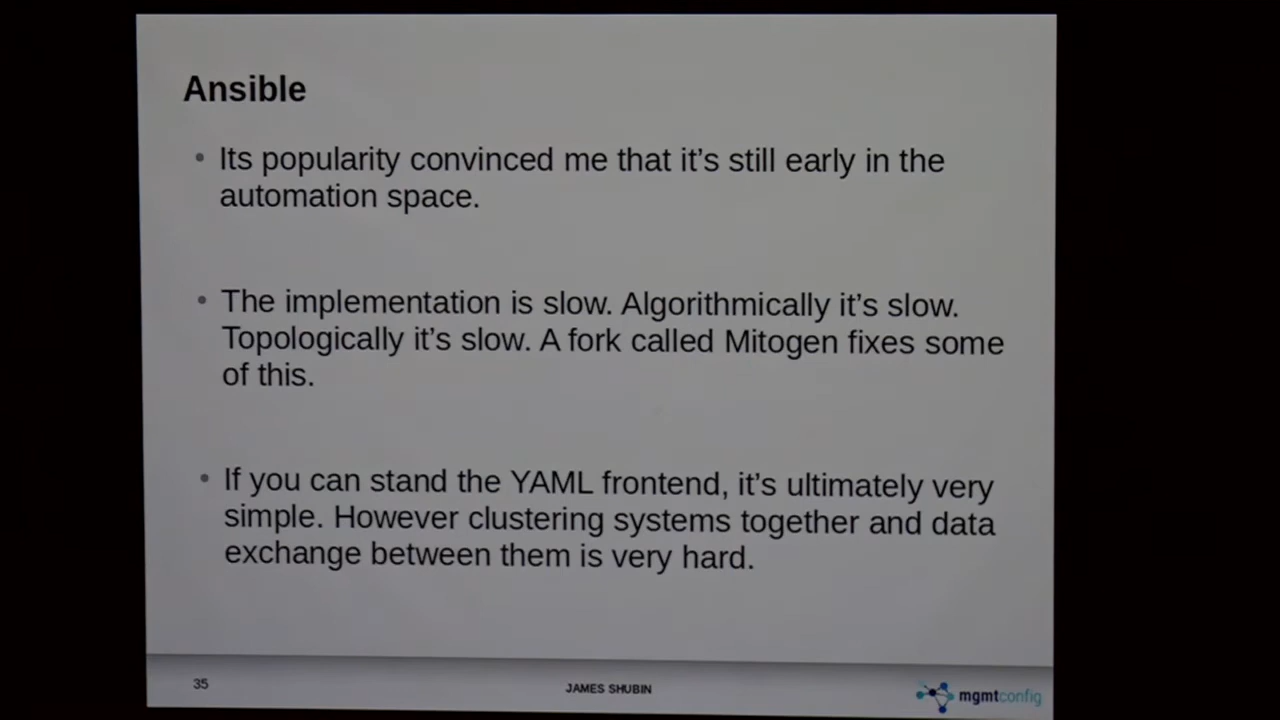 Ansible
• Its popularity convinced me that it’s still early in the
automation space.
• The implementation is slow. Algorithmically it’s slow.
Topologically it’s slow. A fork called Mitogen fixes some
of this.
• If you can stand the YAML frontend, it’s ultimately very
simple. However clustering systems together and data
exchange between them is very hard.
35
JAMES SHUBIN
mgmtconfig